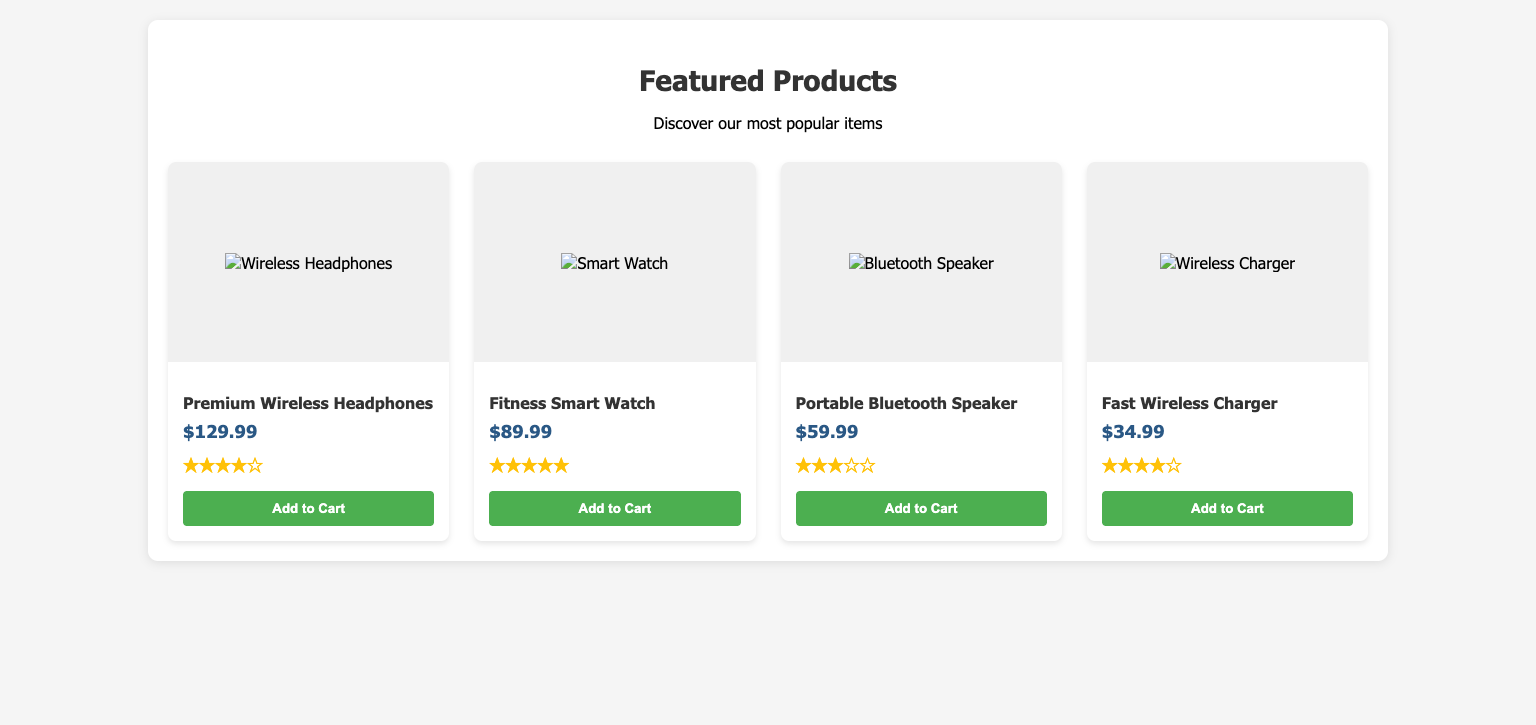 Featured Products
Discover our most popular items
Wireless Headphones
Premium Wireless Headphones
$129.99
★★★★☆
Add to Cart
Smart Watch
Fitness Smart Watch
$89.99
★★★★★
Add to Cart
Bluetooth Speaker
Portable Bluetooth Speaker
$59.99
★★★☆☆
Add to Cart
Wireless Charger
Fast Wireless Charger
$34.99
★★★★☆
Add to Cart